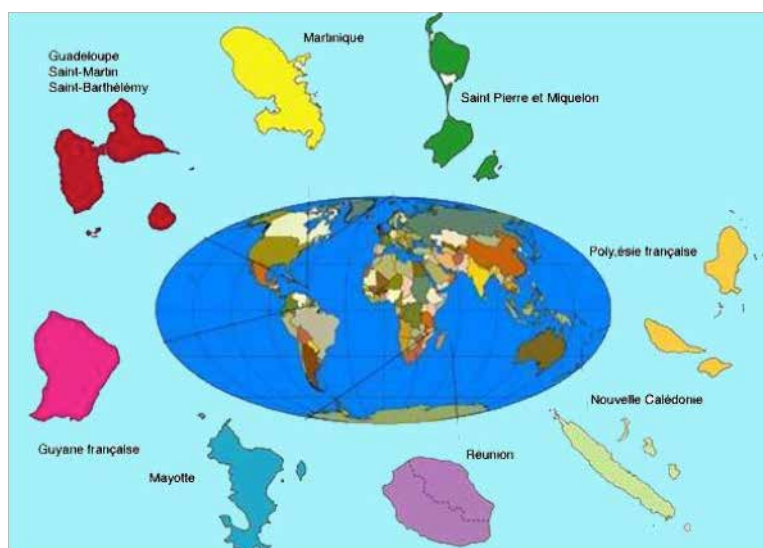 Martinique
Guadeloupe
Saint-Martin
Saint-Barthélémy
Saint Pierre et Miquelon
Poly,ésie française
Nouvelle Calédonie
Guyane française
Mayotte
Réunion